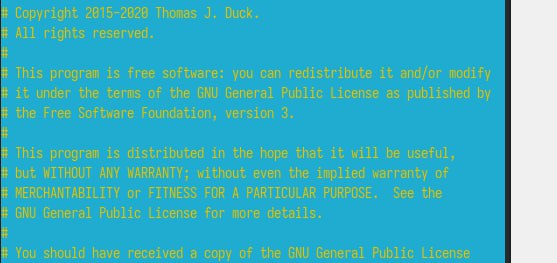 # Copyright 2015-2020 Thomas J. Duck.
# All rights reserved.
#
# This program is free software: you can redistribute it and/or modify
# it under the terms of the GNU General Public License as published by
# the Free Software Foundation, version 3.
#
# This program is distributed in the hope that it will be useful,
# but WITHOUT ANY WARRANTY; without even the implied warranty of
# MERCHANTABILITY or FITNESS FOR A PARTICULAR PURPOSE.  See the
# GNU General Public License for more details.
#
# You should have received a copy of the GNU General Public License